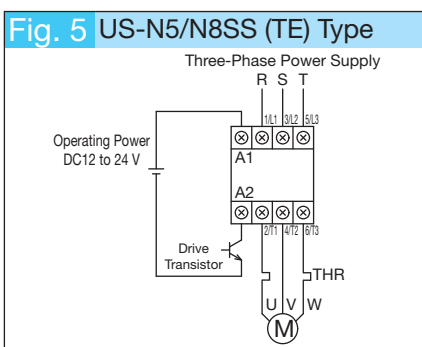 Fig. 5 US-N5/N8SS (TE) Type
Three-Phase Power Supply
R S T
1/L1 3/L2 5/L3
Operating Power
DC12 to 24 V
A1
A2
2/T1 4/T2 6/T3
Drive
Transistor
THR
U V W
M